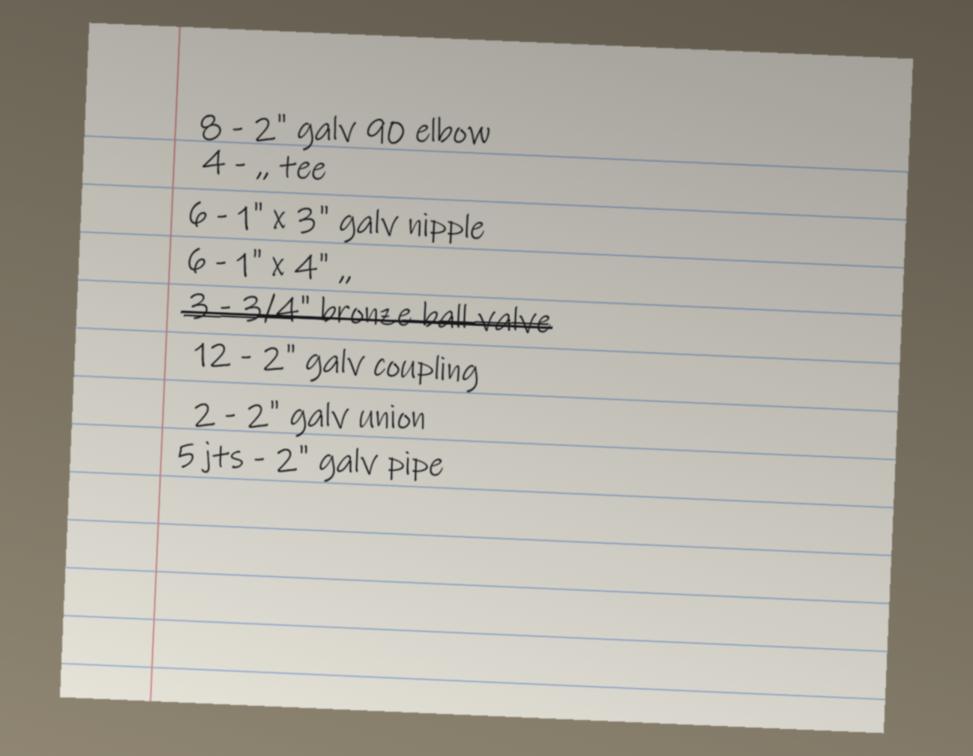 8 - 2" galv 90 elbow
4 - ,, tee
6 - 1" x 3" galv nipple
6 - 1" x 4" ,,
3 - 3/4" bronze ball valve
12 - 2" galv coupling
2 - 2" galv union
5 jts - 2" galv pipe